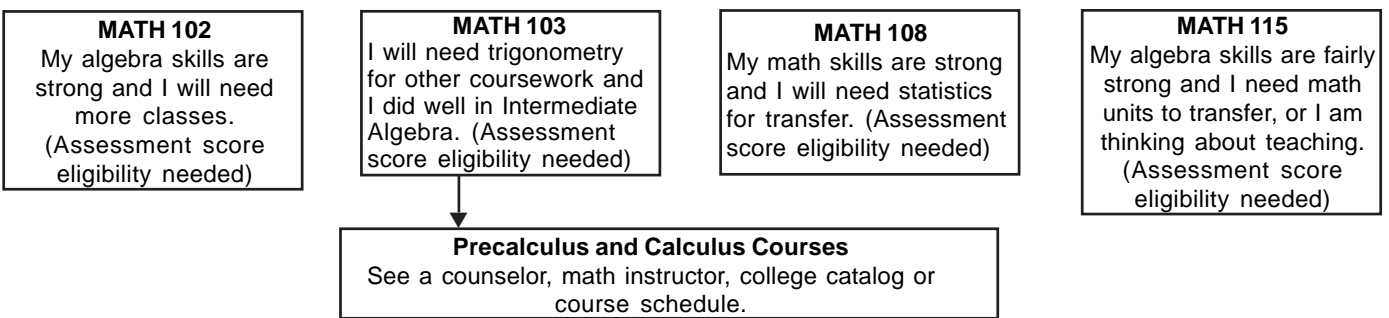 MATH 102
My algebra skills are
strong and I will need
more classes.
(Assessment score
eligibility needed)
MATH 103
I will need trigonometry
for other coursework and
I did well in Intermediate
Algebra. (Assessment
score eligibility needed)
MATH 108
My math skills are strong
and I will need statistics
for transfer. (Assessment
score eligibility needed)
MATH 115
My algebra skills are fairly
strong and I need math
units to transfer, or I am
thinking about teaching.
(Assessment score
eligibility needed)
Precalculus and Calculus Courses
See a counselor, math instructor, college catalog or
course schedule.